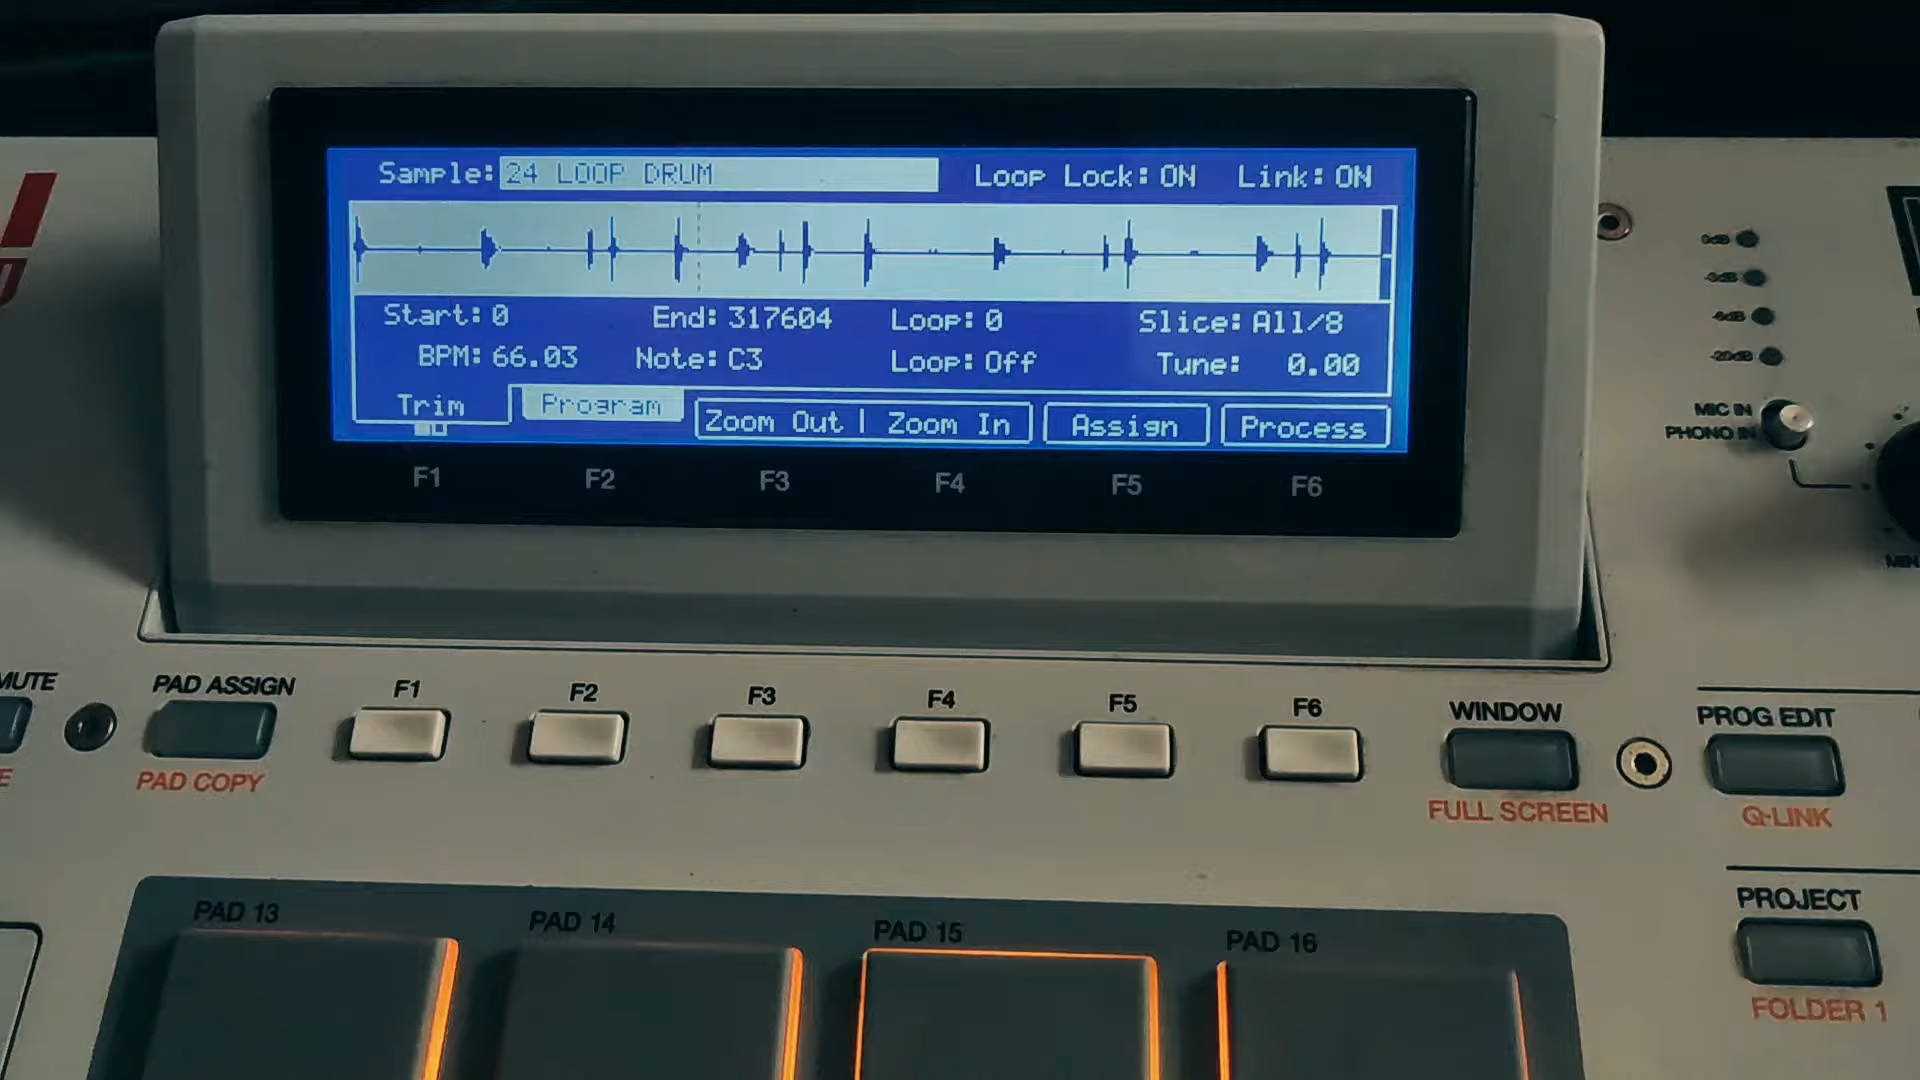 Sample: 24 LOOP DRUM Loop Lock: ON Link: ON
Start: 0 End: 317604 Loop: 0 Slice: All/8
BPM: 66.03 Note: C3 Loop: Off Tune: 0.00
Trim Program Zoom Out | Zoom In Assign Process
F1 F2 F3 F4 F5 F6
0dB
-20dB
MIC IN
PHONO IN
MIN
MUTE PAD ASSIGN F1 F2 F3 F4 F5 F6 WINDOW PROG EDIT
E PAD COPY FULL SCREEN Q-LINK
PAD 13 PAD 14 PAD 15 PAD 16 PROJECT
FOLDER 1